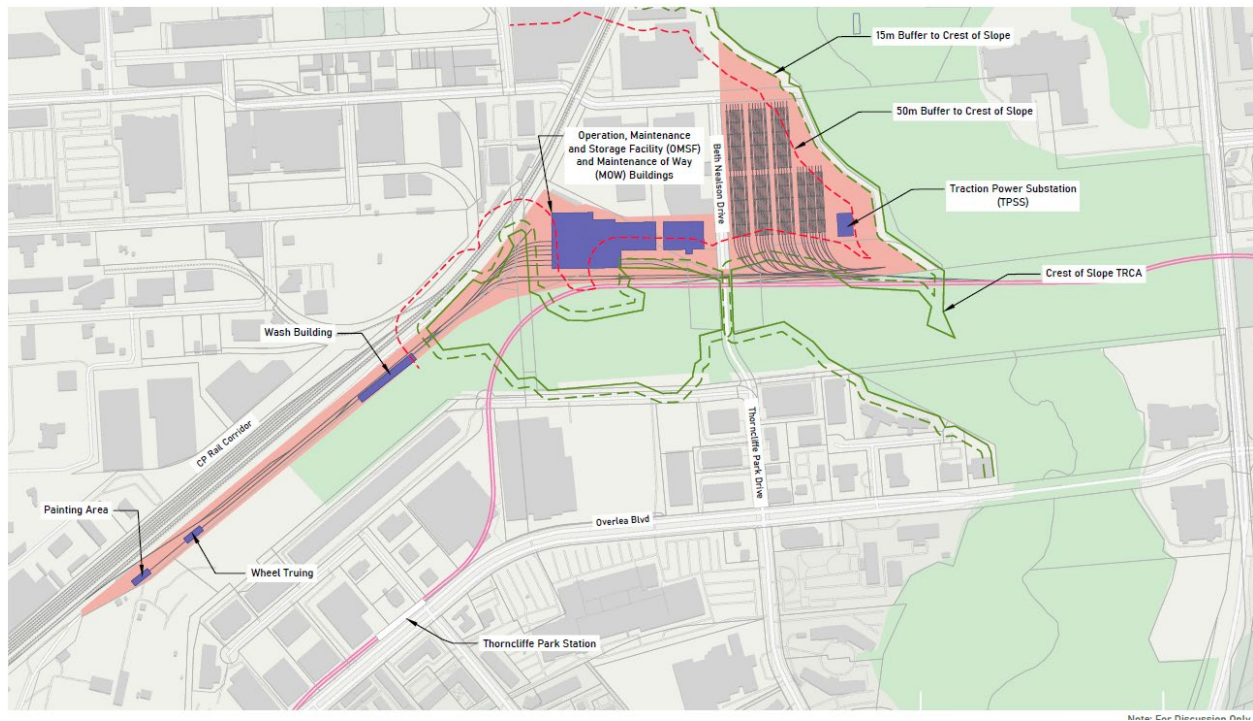 15m Buffer to Crest of Slope
50m Buffer to Crest of Slope
Operation, Maintenance
and Storage Facility (OMSF)
and Maintenance of Way
(MOW) Buildings
Beth Nealson Drive
Traction Power Substation
(TPSS)
Crest of Slope TRCA
Wash Building
CP Rail Corridor
Thorncliffe Park Drive
Painting Area
Overlea Blvd
Wheel Truing
Thorncliffe Park Station
Note: For Discussion Only